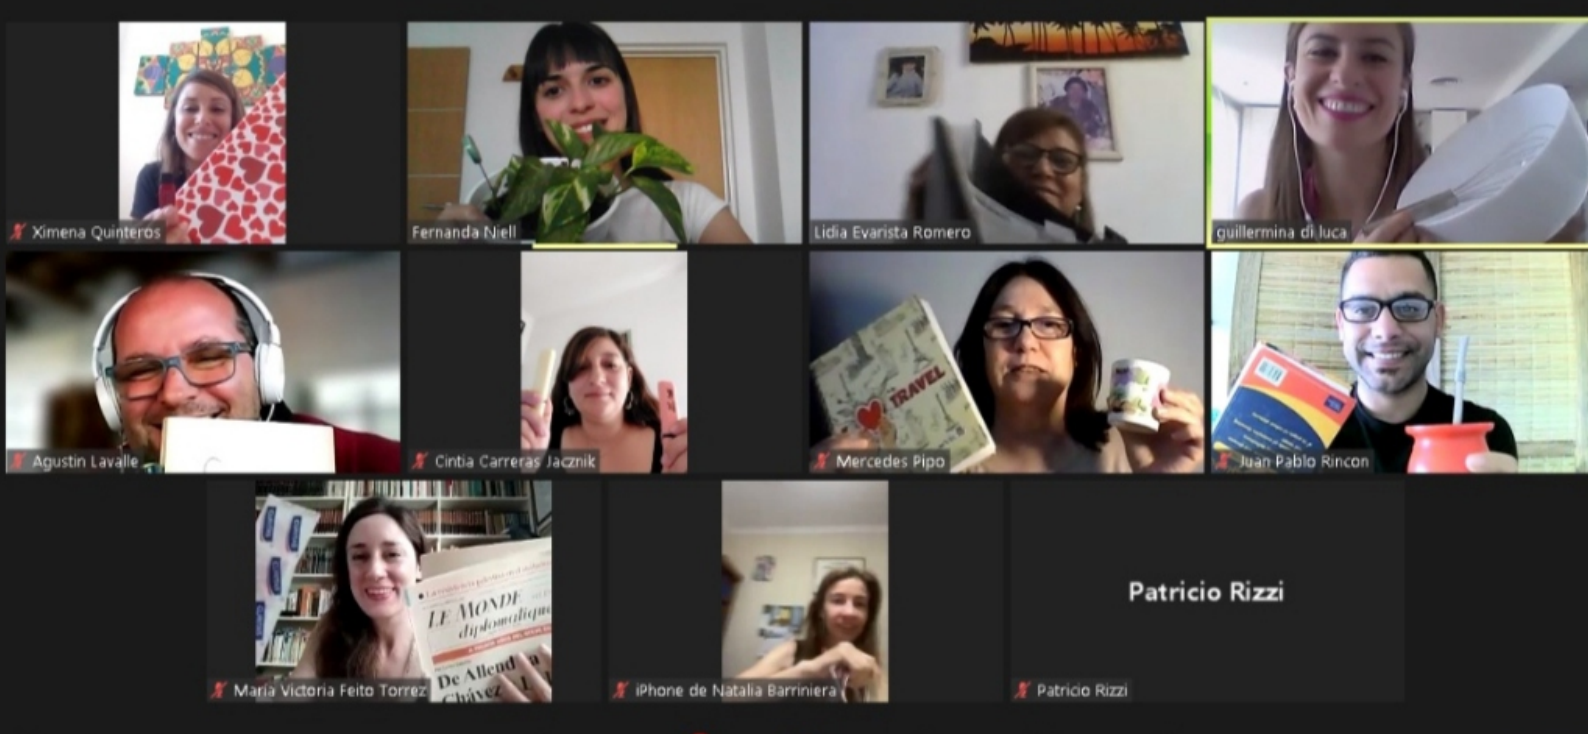 Ximena Quinteros
Fernanda Niell
Lidia Evarista Romero
guillermina di luca
Agustin Lavalle
Cintia Carreras Jacznik
TRAVEL
Mercedes Pipo
Juan Pablo Rincon
LE MONDE
diplomatique
De Allend a
Chávez
María Victoria Feito Torrez
iPhone de Natalia Barriniera
Patricio Rizzi
Patricio Rizzi